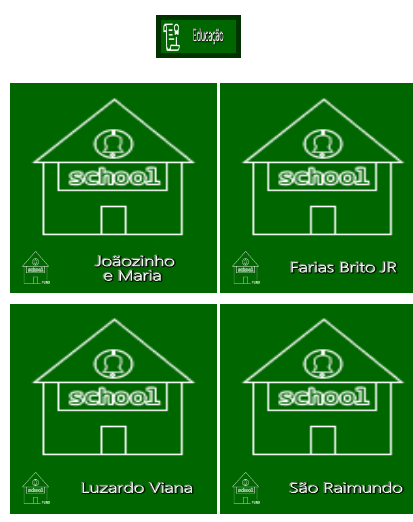 Educação
school
school
Joãozinho
e Maria
Farias Brito JR
school
school
Luzardo Viana
São Raimundo